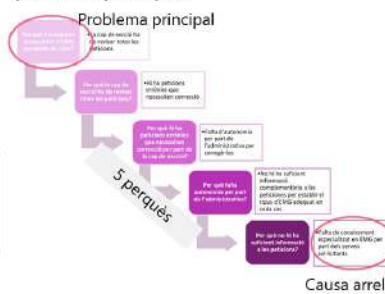 Problema principal
la cap de secció ha
de revisar totes les
peticions
Per què la cap de
secció ha de revisar
totes les peticions?
Hi ha peticions
errònies que
necessiten correcció
Per què hi ha
peticions errònies
que necessiten
correcció per part de
la cap de secció?
Falta d'autonomia
per part de
l'administrativa per
corregir-les
5 perquès
Per què falta
autonomia per part
de l'administrativa?
No hi ha suficient
informació
complementària a les
peticions per establir el
tipus d'EMG adequat en
cada cas
Per què no hi ha
suficient informació
a les peticions?
Falta de coneixement
especialitzat en EMG per
part dels serveis
sol·licitants
Causa arrel